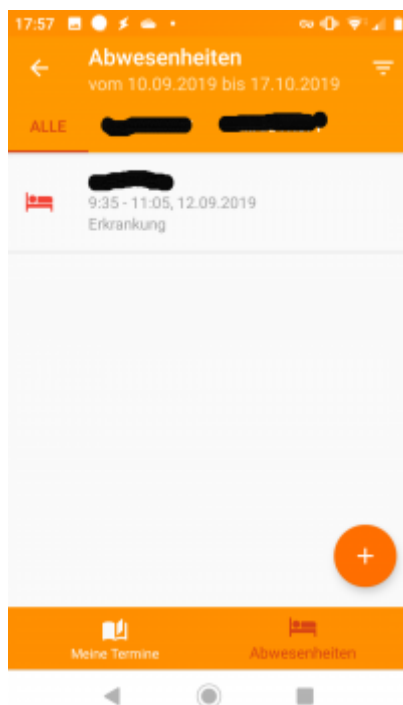 17:57
Abwesenheiten
vom 10.09.2019 bis 17.10.2019
ALLE
9:35 - 11:05, 12.09.2019
Erkrankung
Meine Termine
Abwesenheiten